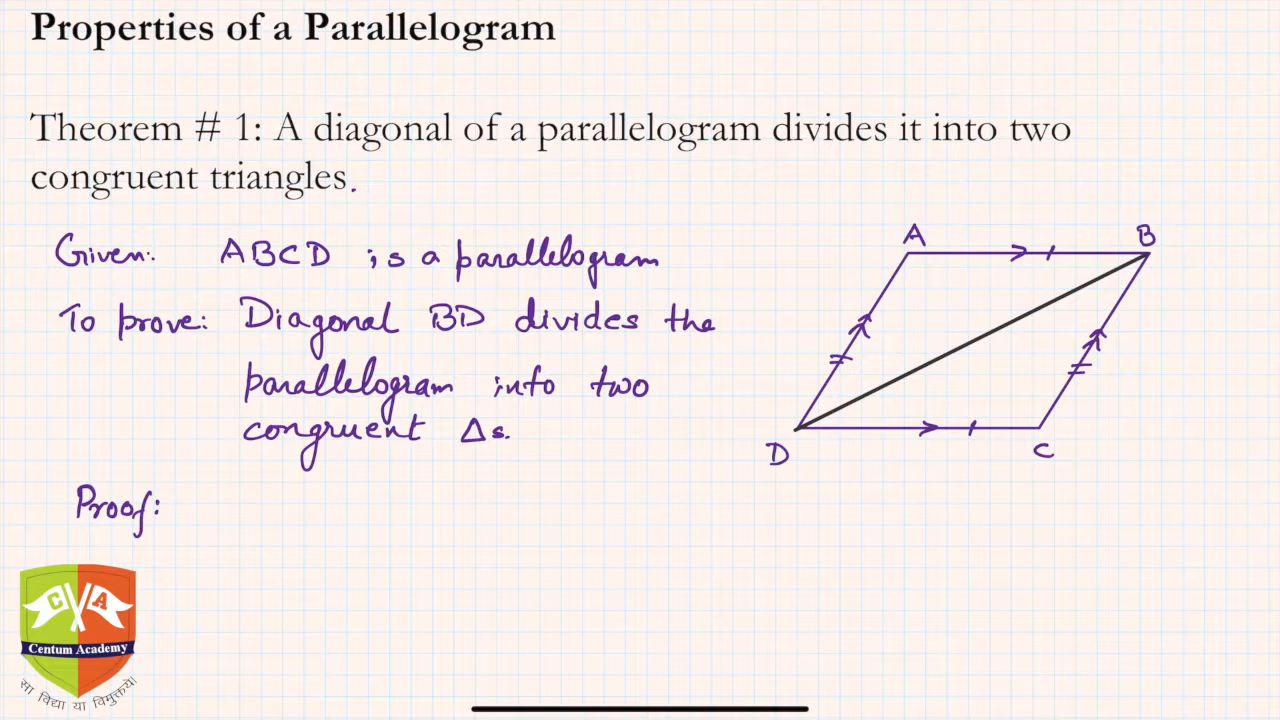 Properties of a Parallelogram
Theorem # 1: A diagonal of a parallelogram divides it into two
congruent triangles.
Given: ABCD is a parallelogram
To prove: Diagonal BD divides the
parallelogram into two
congruent Δs.
Proof:
A
B
D
C
C A
Centum Academy
सा विद्या या विमुक्तये।